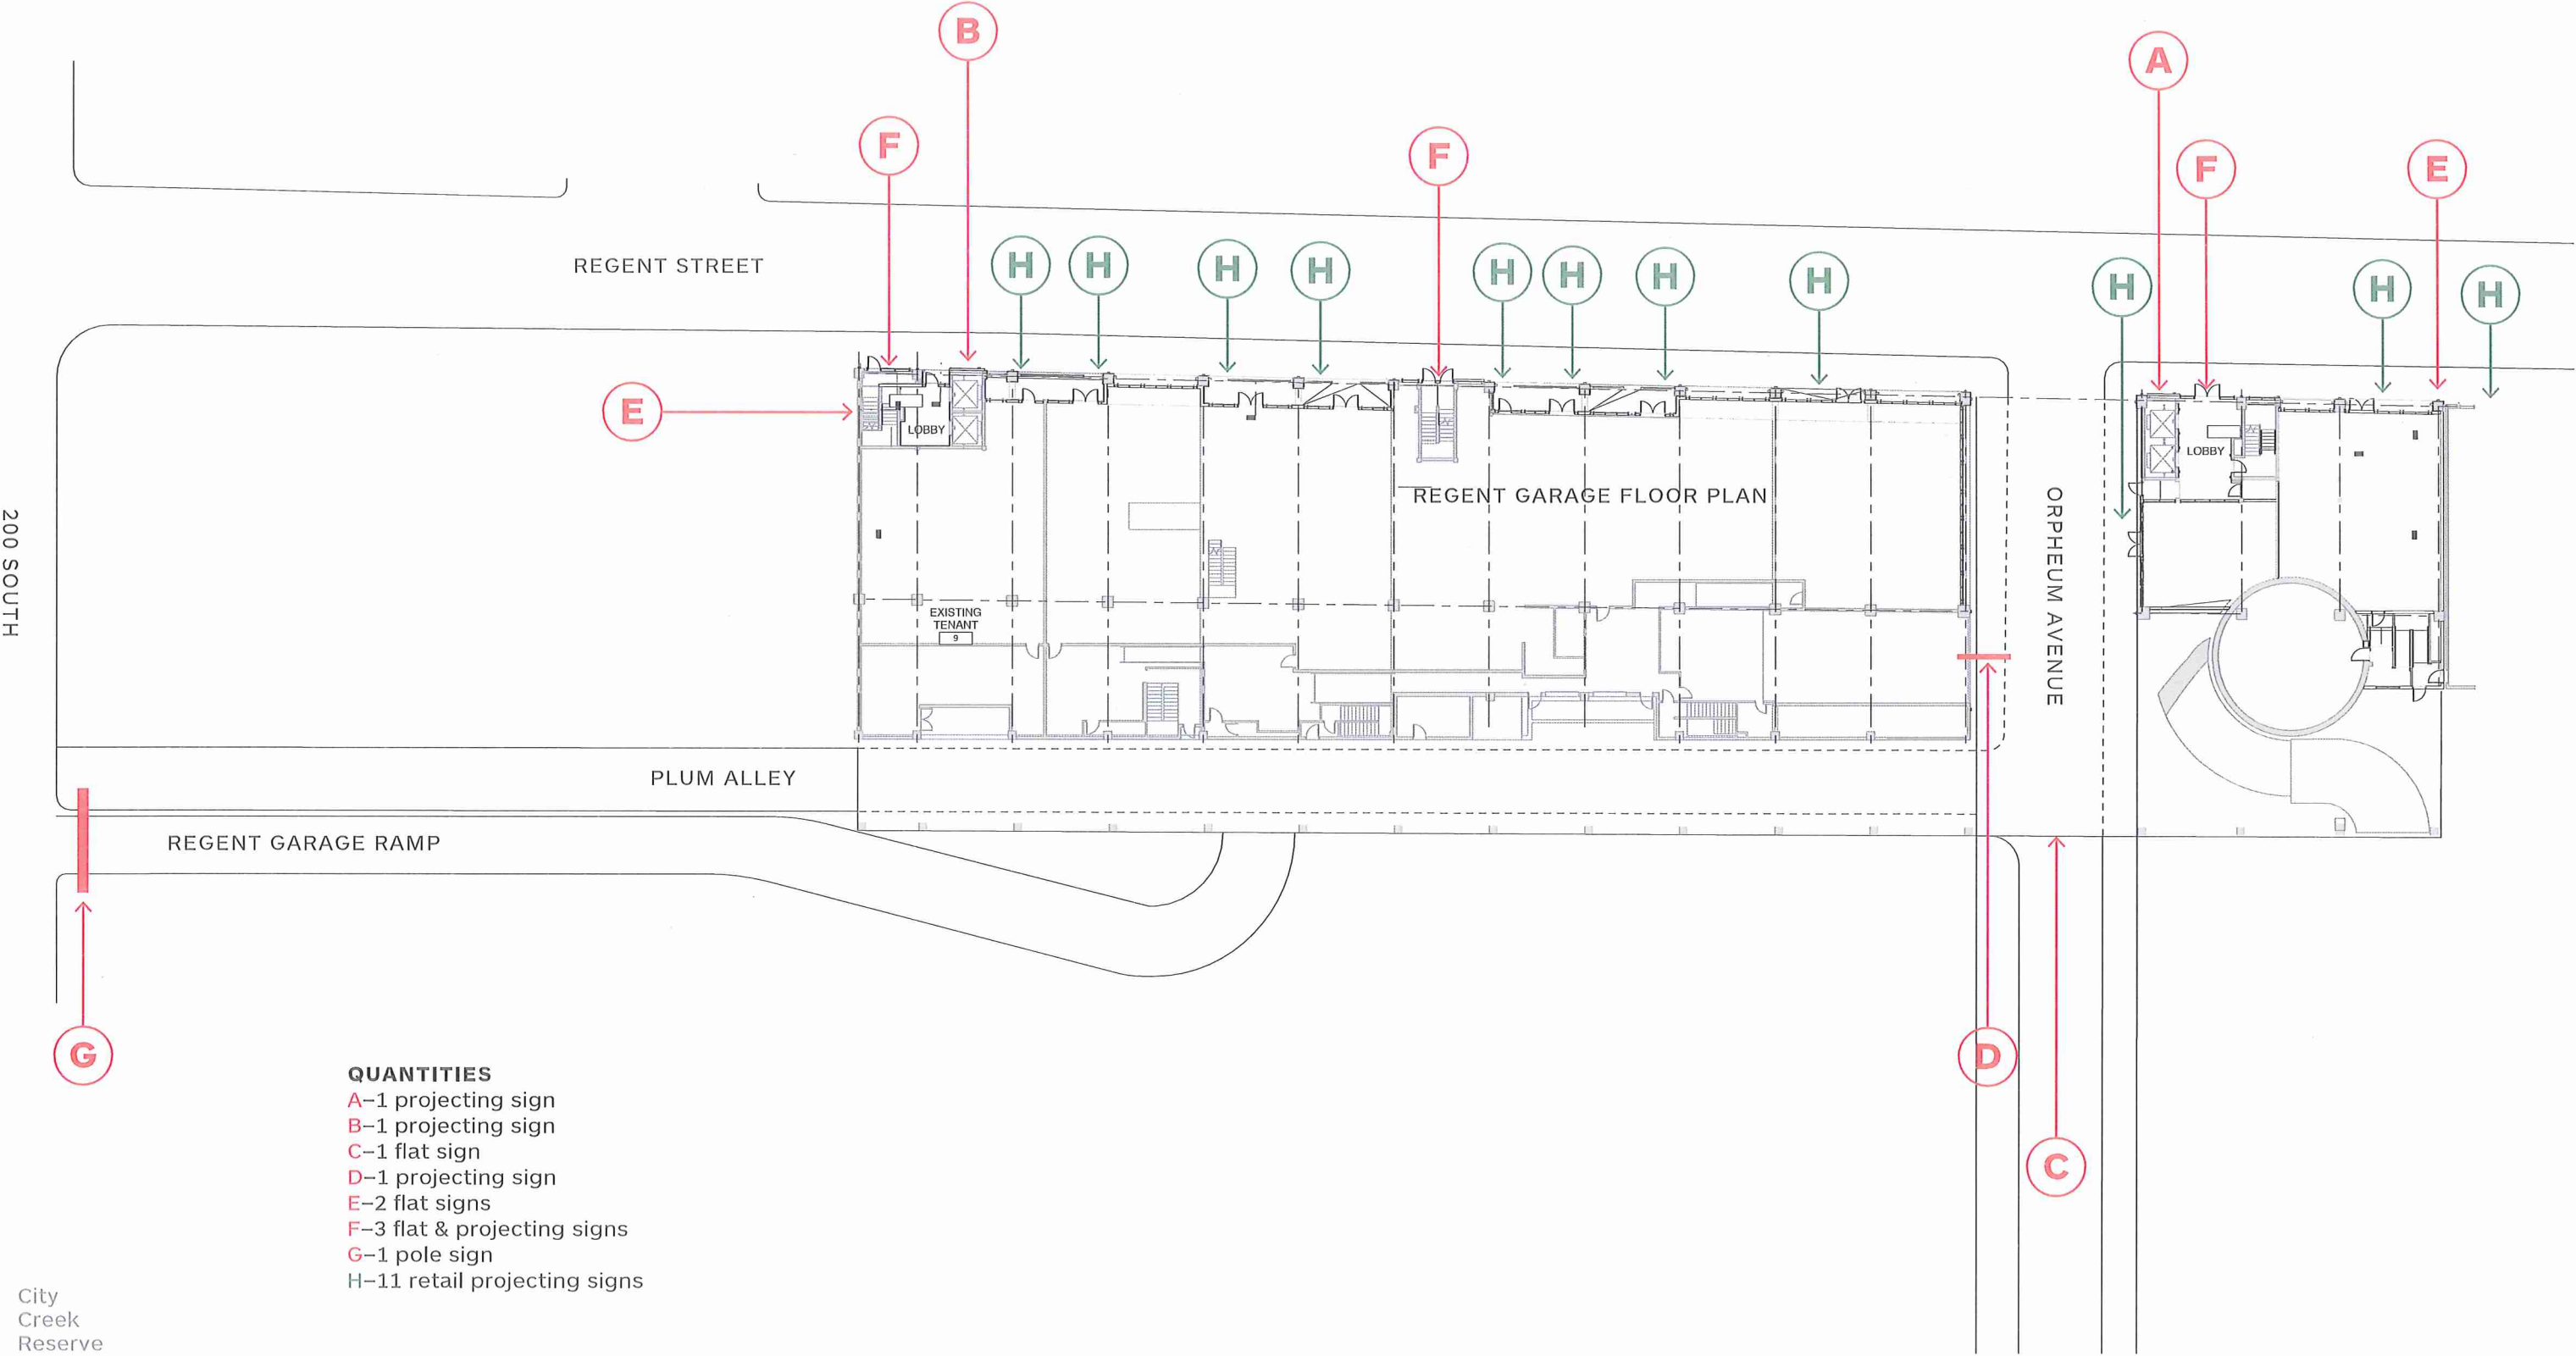 B
A
F
F
F
E
REGENT STREET
H
H
H
H
H
H
H
H
H
H
H
E
LOBBY
LOBBY
REGENT GARAGE FLOOR PLAN
ORPHEUM AVENUE
200 SOUTH
EXISTING
TENANT
9
PLUM ALLEY
REGENT GARAGE RAMP
G
D
C
QUANTITIES
A–1 projecting sign
B–1 projecting sign
C–1 flat sign
D–1 projecting sign
E–2 flat signs
F–3 flat & projecting signs
G–1 pole sign
H–11 retail projecting signs
City
Creek
Reserve